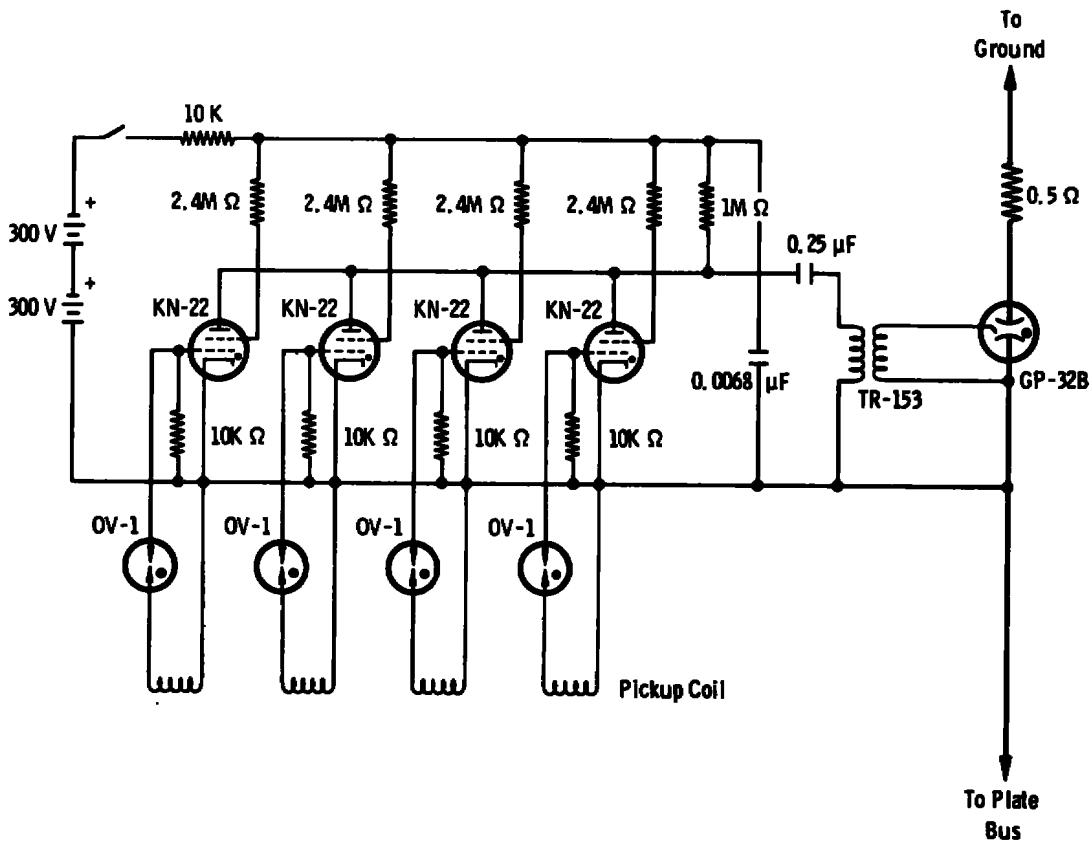 To
Ground
10 K
2.4M Ω
2.4M Ω
2.4M Ω
2.4M Ω
1M Ω
0.5 Ω
+
300 V
0.25 μF
+
300 V
KN-22
KN-22
KN-22
KN-22
0.0068 μF
TR-153
GP-32B
10K Ω
10K Ω
10K Ω
10K Ω
OV-1
OV-1
OV-1
OV-1
Pickup Coil
To Plate
Bus